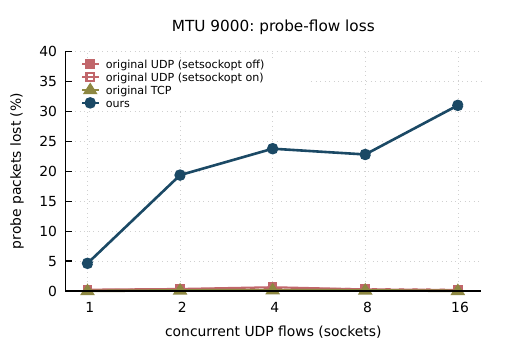 MTU 9000: probe-flow loss
original UDP (setsockopt off)
original UDP (setsockopt on)
original TCP
ours
probe packets lost (%)
40
35
30
25
20
15
10
5
0
1 2 4 8 16
concurrent UDP flows (sockets)